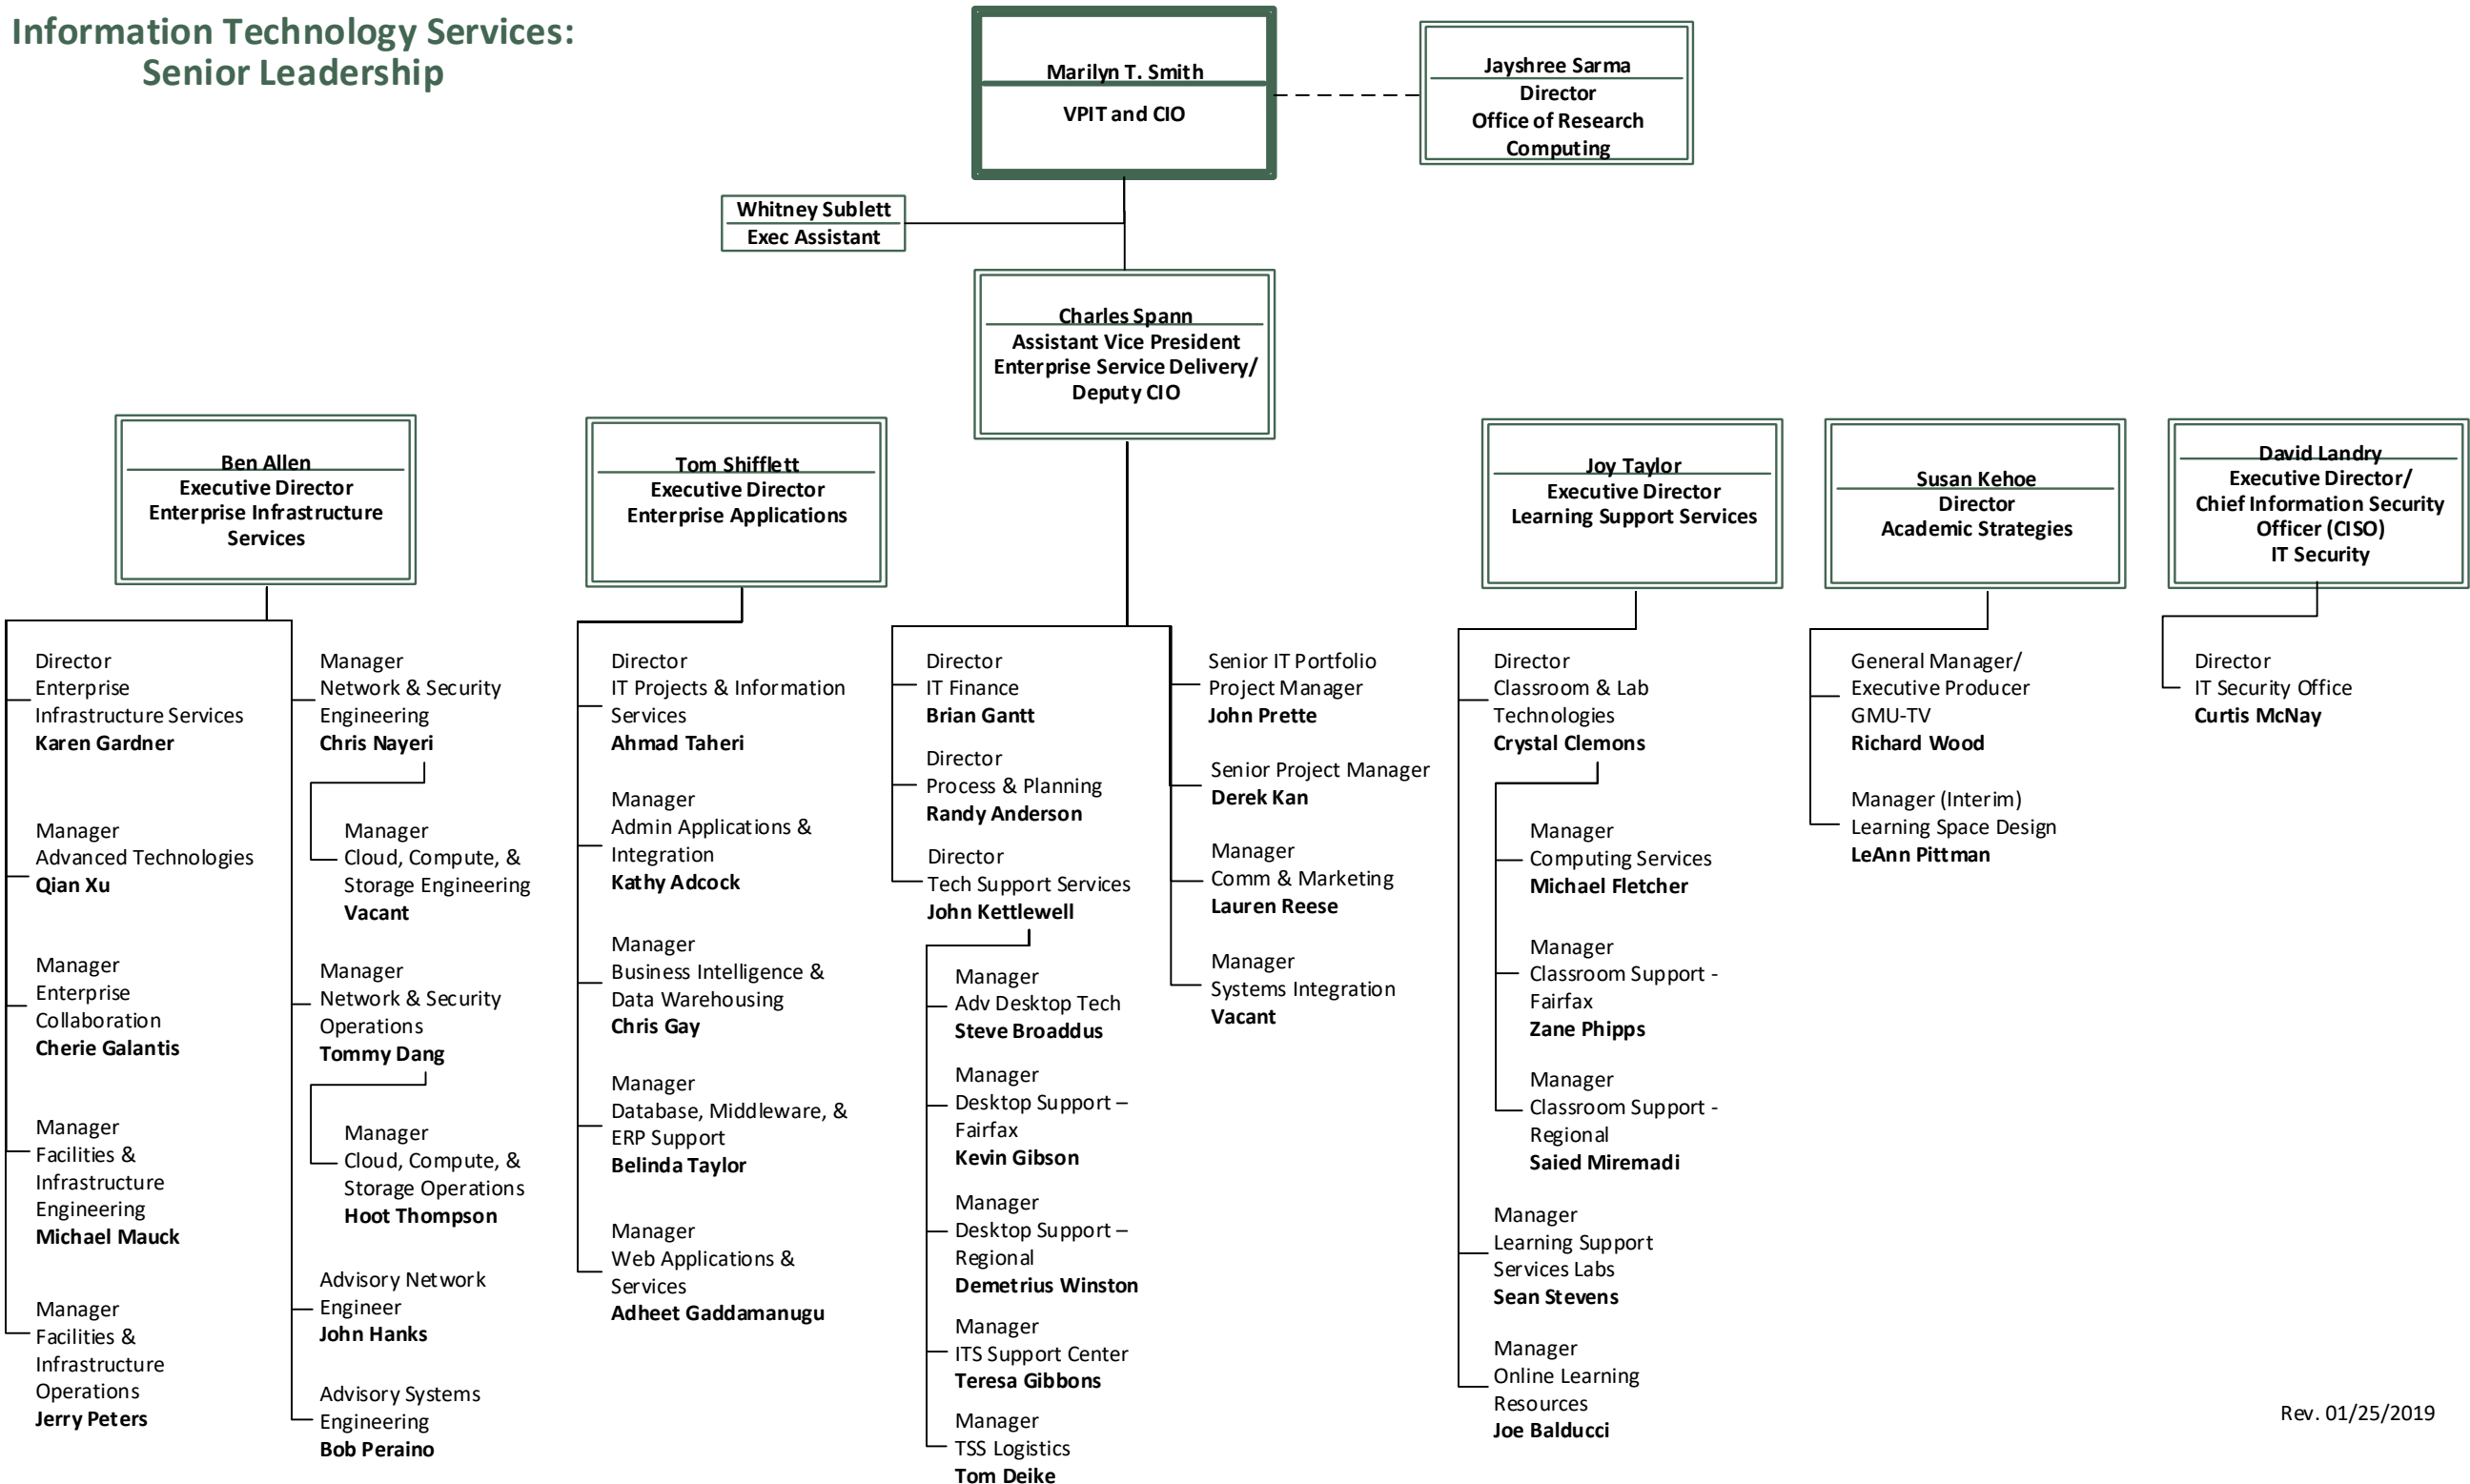 Information Technology Services:
Senior Leadership
Marilyn T. Smith
VPIT and CIO
Jayshree Sarma
Director
Office of Research
Computing
Whitney Sublett
Exec Assistant
Charles Spann
Assistant Vice President
Enterprise Service Delivery/
Deputy CIO
Ben Allen
Executive Director
Enterprise Infrastructure
Services
Tom Shifflett
Executive Director
Enterprise Applications
Joy Taylor
Executive Director
Learning Support Services
Susan Kehoe
Director
Academic Strategies
David Landry
Executive Director/
Chief Information Security
Officer (CISO)
IT Security
Director
Enterprise
Infrastructure Services
Karen Gardner
Manager
Advanced Technologies
Qian Xu
Manager
Enterprise
Collaboration
Cherie Galantis
Manager
Facilities &
Infrastructure
Engineering
Michael Mauck
Manager
Facilities &
Infrastructure
Operations
Jerry Peters
Manager
Network & Security
Engineering
Chris Nayeri
Manager
Cloud, Compute, &
Storage Engineering
Vacant
Manager
Network & Security
Operations
Tommy Dang
Manager
Cloud, Compute, &
Storage Operations
Hoot Thompson
Advisory Network
Engineer
John Hanks
Advisory Systems
Engineering
Bob Peraino
Director
IT Projects & Information
Services
Ahmad Taheri
Manager
Admin Applications &
Integration
Kathy Adcock
Manager
Business Intelligence &
Data Warehousing
Chris Gay
Manager
Database, Middleware, &
ERP Support
Belinda Taylor
Manager
Web Applications &
Services
Adheet Gaddamanugu
Director
IT Finance
Brian Gantt
Director
Process & Planning
Randy Anderson
Director
Tech Support Services
John Kettlewell
Manager
Adv Desktop Tech
Steve Broaddus
Manager
Desktop Support –
Fairfax
Kevin Gibson
Manager
Desktop Support –
Regional
Demetrius Winston
Manager
ITS Support Center
Teresa Gibbons
Manager
TSS Logistics
Tom Deike
Senior IT Portfolio
Project Manager
John Prette
Senior Project Manager
Derek Kan
Manager
Comm & Marketing
Lauren Reese
Manager
Systems Integration
Vacant
Director
Classroom & Lab
Technologies
Crystal Clemons
Manager
Computing Services
Michael Fletcher
Manager
Classroom Support -
Fairfax
Zane Phipps
Manager
Classroom Support -
Regional
Saied Miremadi
Manager
Learning Support
Services Labs
Sean Stevens
Manager
Online Learning
Resources
Joe Balducci
General Manager/
Executive Producer
GMU-TV
Richard Wood
Manager (Interim)
Learning Space Design
LeAnn Pittman
Director
IT Security Office
Curtis McNay
Rev. 01/25/2019